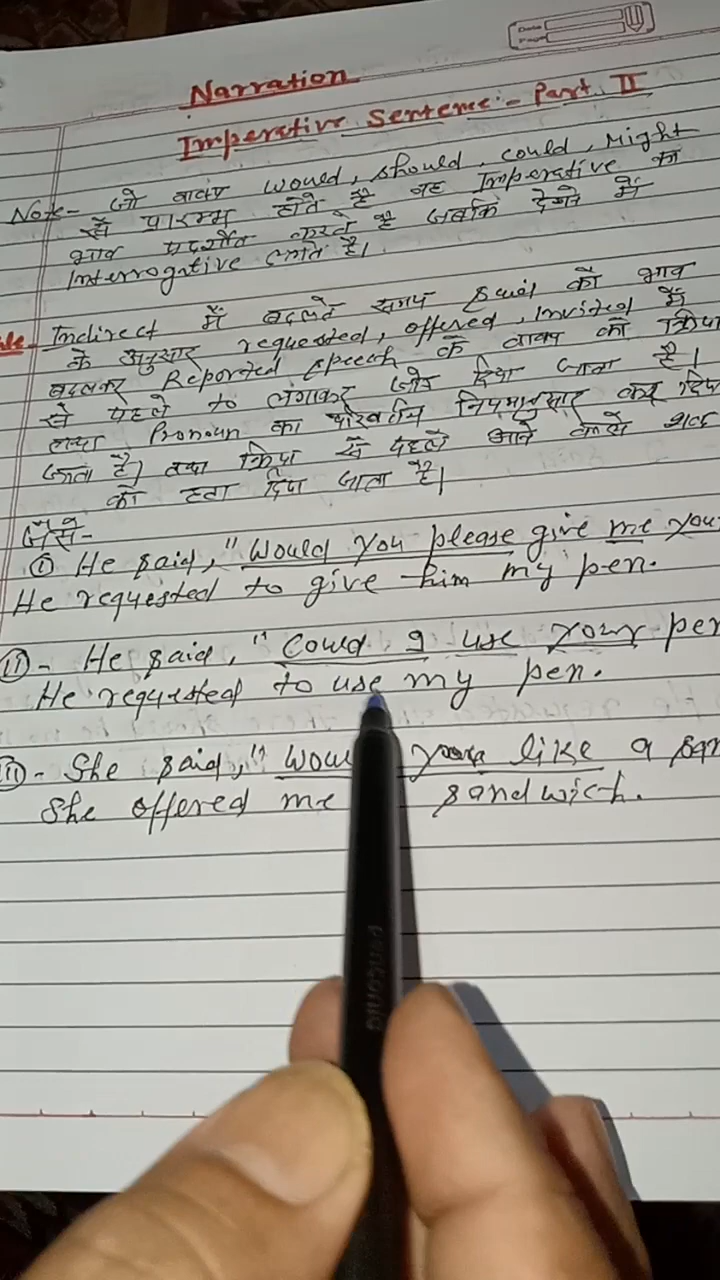 Date
Page
Narration
Imperative Sentence:- Part II
Note- जो वाक्य would, should, could, Might
से प्रारम्भ होते है वह Imperative का
भाव प्रदर्शित करते है जबकि देखने में
Interrogative लगते है।
Indirect में बदलते समय said को भाव
के अनुसार requested, offered, invited में
बदलकर Reported speech के वाक्य की क्रिया
से पहले to लगाकर जोड़ दिया जाता है।
तथा Pronoun का परिवर्तन नियमानुसार कर दिया
जाता है। तथा क्रिया से पहले आने वाले शब्द
को हटा दिया जाता है।
जैसे-
① He said, "Would you please give me
He requested to give him my pen.
(ii)- He said, "Could I use your pen
He requested to use my pen.
She said, " like a
She offered me sandwich.
pentonic